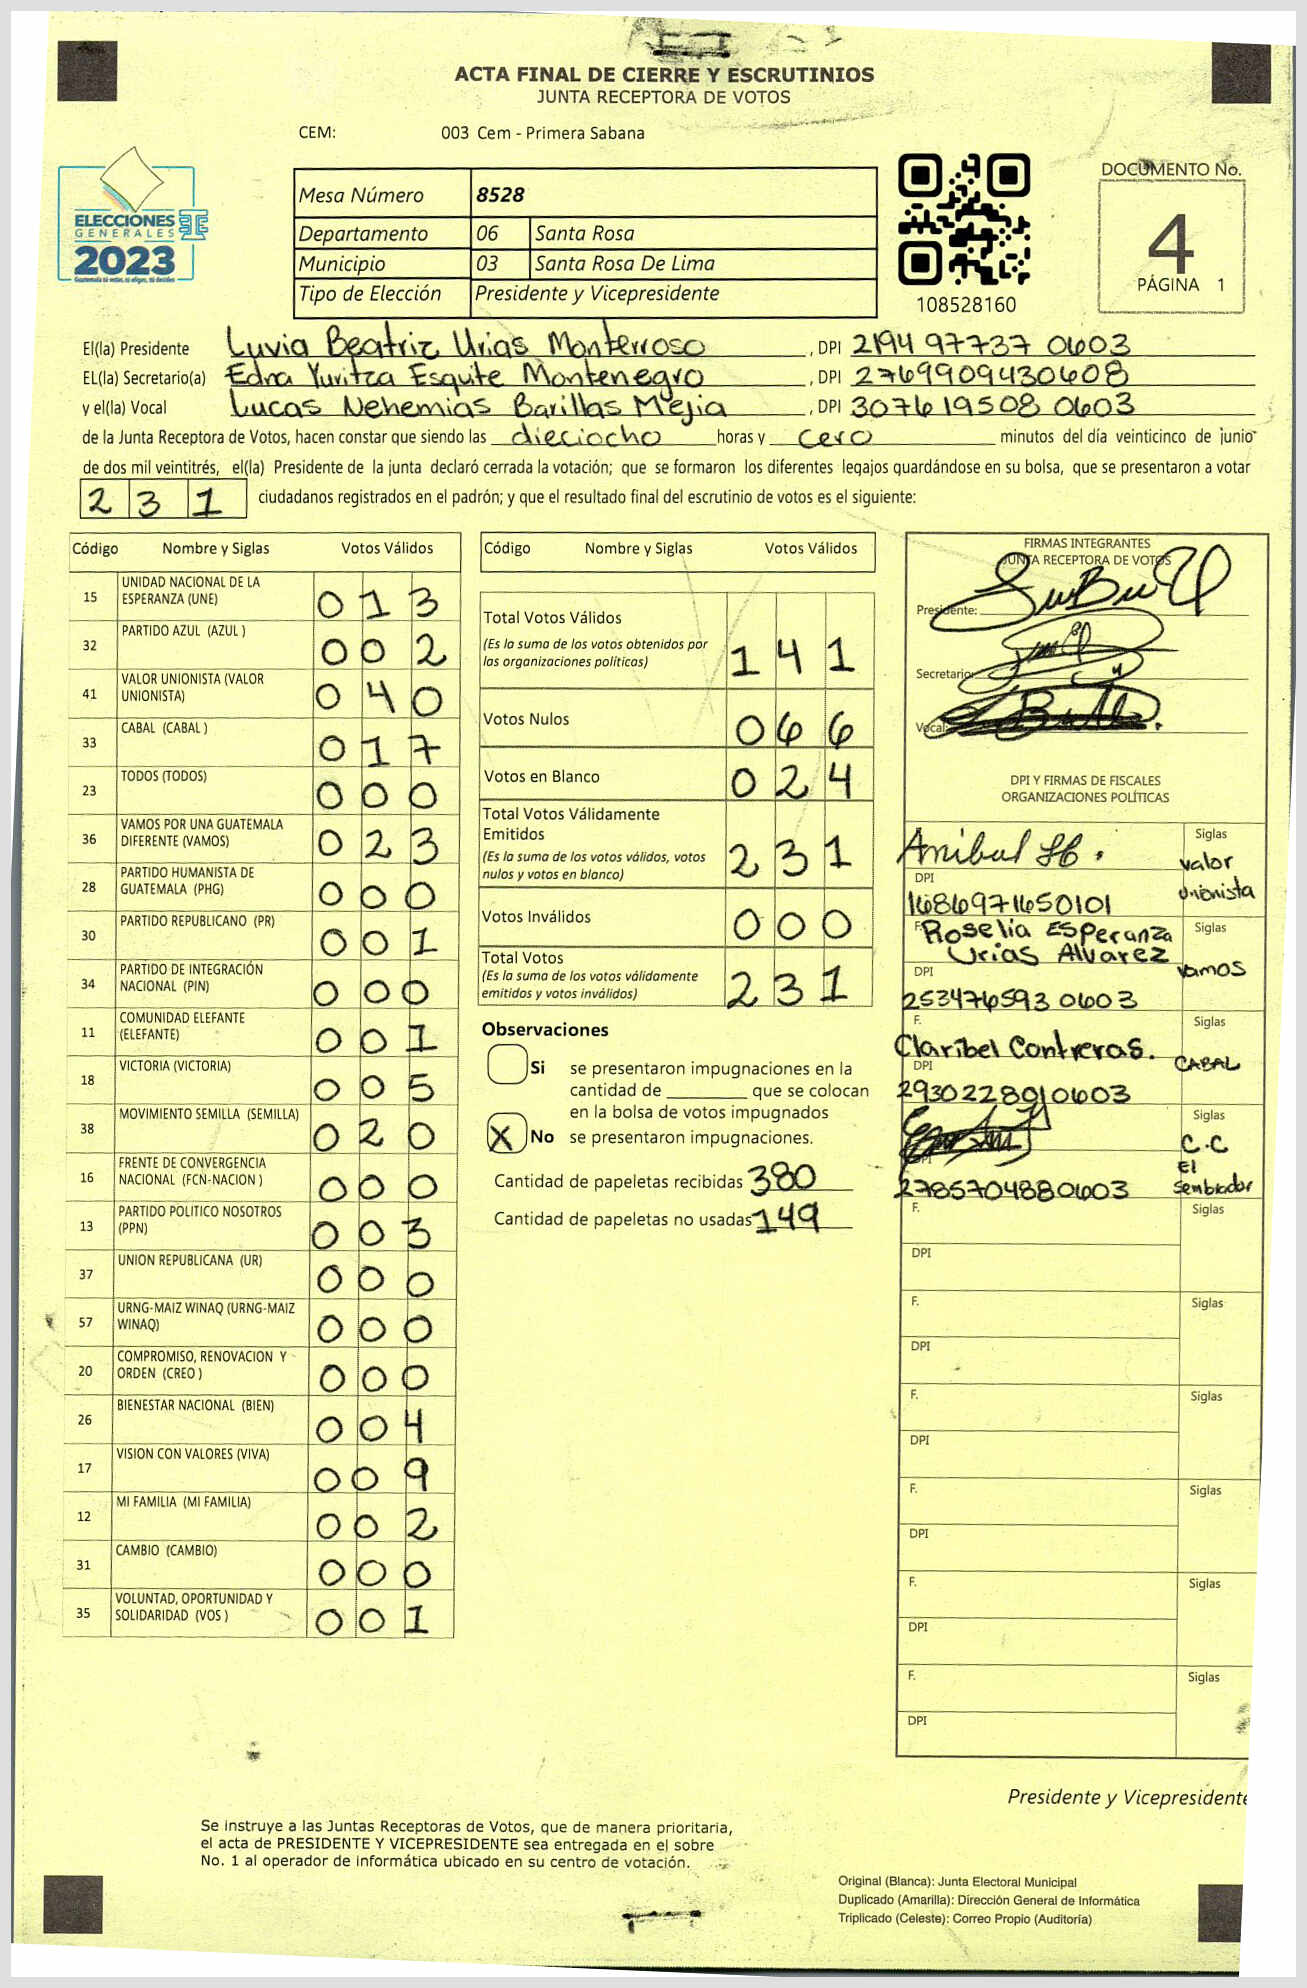 ACTA FINAL DE CIERRE Y ESCRUTINIOS
JUNTA RECEPTORA DE VOTOS
CEM: 003 Cem - Primera Sabana
ELECCIONES
GENERALES
2023
Guatemala tú votas, tú eliges, tú decides
Mesa Número 8528
Departamento 06 Santa Rosa
Municipio 03 Santa Rosa De Lima
Tipo de Elección Presidente y Vicepresidente
108528160
DOCUMENTO No.
4
PÁGINA 1
El(la) Presidente Luvia Beatriz Urias Monterroso , DPI 2194 97737 0603
EL(la) Secretario(a) Edna Yuritza Esquite Montenegro , DPI 2769909430608
y el(la) Vocal Lucas Nehemias Barillas Mejia , DPI 307619508 0603
de la Junta Receptora de Votos, hacen constar que siendo las dieciocho horas y cero minutos del día veinticinco de junio
de dos mil veintitrés, el(la) Presidente de la junta declaró cerrada la votación; que se formaron los diferentes legajos guardándose en su bolsa, que se presentaron a votar
2 3 1 ciudadanos registrados en el padrón; y que el resultado final del escrutinio de votos es el siguiente:
Código Nombre y Siglas Votos Válidos
15 UNIDAD NACIONAL DE LA ESPERANZA (UNE) 0 1 3
32 PARTIDO AZUL (AZUL ) 0 0 2
41 VALOR UNIONISTA (VALOR UNIONISTA) 0 4 0
33 CABAL (CABAL ) 0 1 7
23 TODOS (TODOS) 0 0 0
36 VAMOS POR UNA GUATEMALA DIFERENTE (VAMOS) 0 2 3
28 PARTIDO HUMANISTA DE GUATEMALA (PHG) 0 0 0
30 PARTIDO REPUBLICANO (PR) 0 0 1
34 PARTIDO DE INTEGRACIÓN NACIONAL (PIN) 0 0 0
11 COMUNIDAD ELEFANTE (ELEFANTE) 0 0 1
18 VICTORIA (VICTORIA) 0 0 5
38 MOVIMIENTO SEMILLA (SEMILLA) 0 2 0
16 FRENTE DE CONVERGENCIA NACIONAL (FCN-NACION ) 0 0 0
13 PARTIDO POLITICO NOSOTROS (PPN) 0 0 3
37 UNION REPUBLICANA (UR) 0 0 0
57 URNG-MAIZ WINAQ (URNG-MAIZ WINAQ) 0 0 0
20 COMPROMISO, RENOVACION Y ORDEN (CREO ) 0 0 0
26 BIENESTAR NACIONAL (BIEN) 0 0 4
17 VISION CON VALORES (VIVA) 0 0 9
12 MI FAMILIA (MI FAMILIA) 0 0 2
31 CAMBIO (CAMBIO) 0 0 0
35 VOLUNTAD, OPORTUNIDAD Y SOLIDARIDAD (VOS ) 0 0 1
Código Nombre y Siglas Votos Válidos
Total Votos Válidos
(Es la suma de los votos obtenidos por
las organizaciones políticas) 1 4 1
Votos Nulos 0 6 6
Votos en Blanco 0 2 4
Total Votos Válidamente
Emitidos
(Es la suma de los votos válidos, votos
nulos y votos en blanco) 2 3 1
Votos Inválidos 0 0 0
Total Votos
(Es la suma de los votos válidamente
emitidos y votos inválidos) 2 3 1
Observaciones
Si se presentaron impugnaciones en la
cantidad de ________ que se colocan
en la bolsa de votos impugnados
X No se presentaron impugnaciones.
Cantidad de papeletas recibidas 380
Cantidad de papeletas no usadas 149
FIRMAS INTEGRANTES
JUNTA RECEPTORA DE VOTOS
Presidente:
Secretario:
Vocal:
DPI Y FIRMAS DE FISCALES
ORGANIZACIONES POLÍTICAS
Anibal Siglas
valor
unionista
DPI
1686971650101
F. Roselia Esperanza Siglas
Urias Alvarez
DPI vamos
253476593 0603
F. Siglas
Claribel Contreras.
DPI CABAL
2930228010603
Siglas
C.C
DPI El
2785704880603 Sembrador
F. Siglas
DPI
F. Siglas
DPI
F. Siglas
DPI
F. Siglas
DPI
F. Siglas
DPI
F. Siglas
DPI
Presidente y Vicepresidente
Se instruye a las Juntas Receptoras de Votos, que de manera prioritaria,
el acta de PRESIDENTE Y VICEPRESIDENTE sea entregada en el sobre
No. 1 al operador de informática ubicado en su centro de votación.
Original (Blanca): Junta Electoral Municipal
Duplicado (Amarilla): Dirección General de Informática
Triplicado (Celeste): Correo Propio (Auditoría)